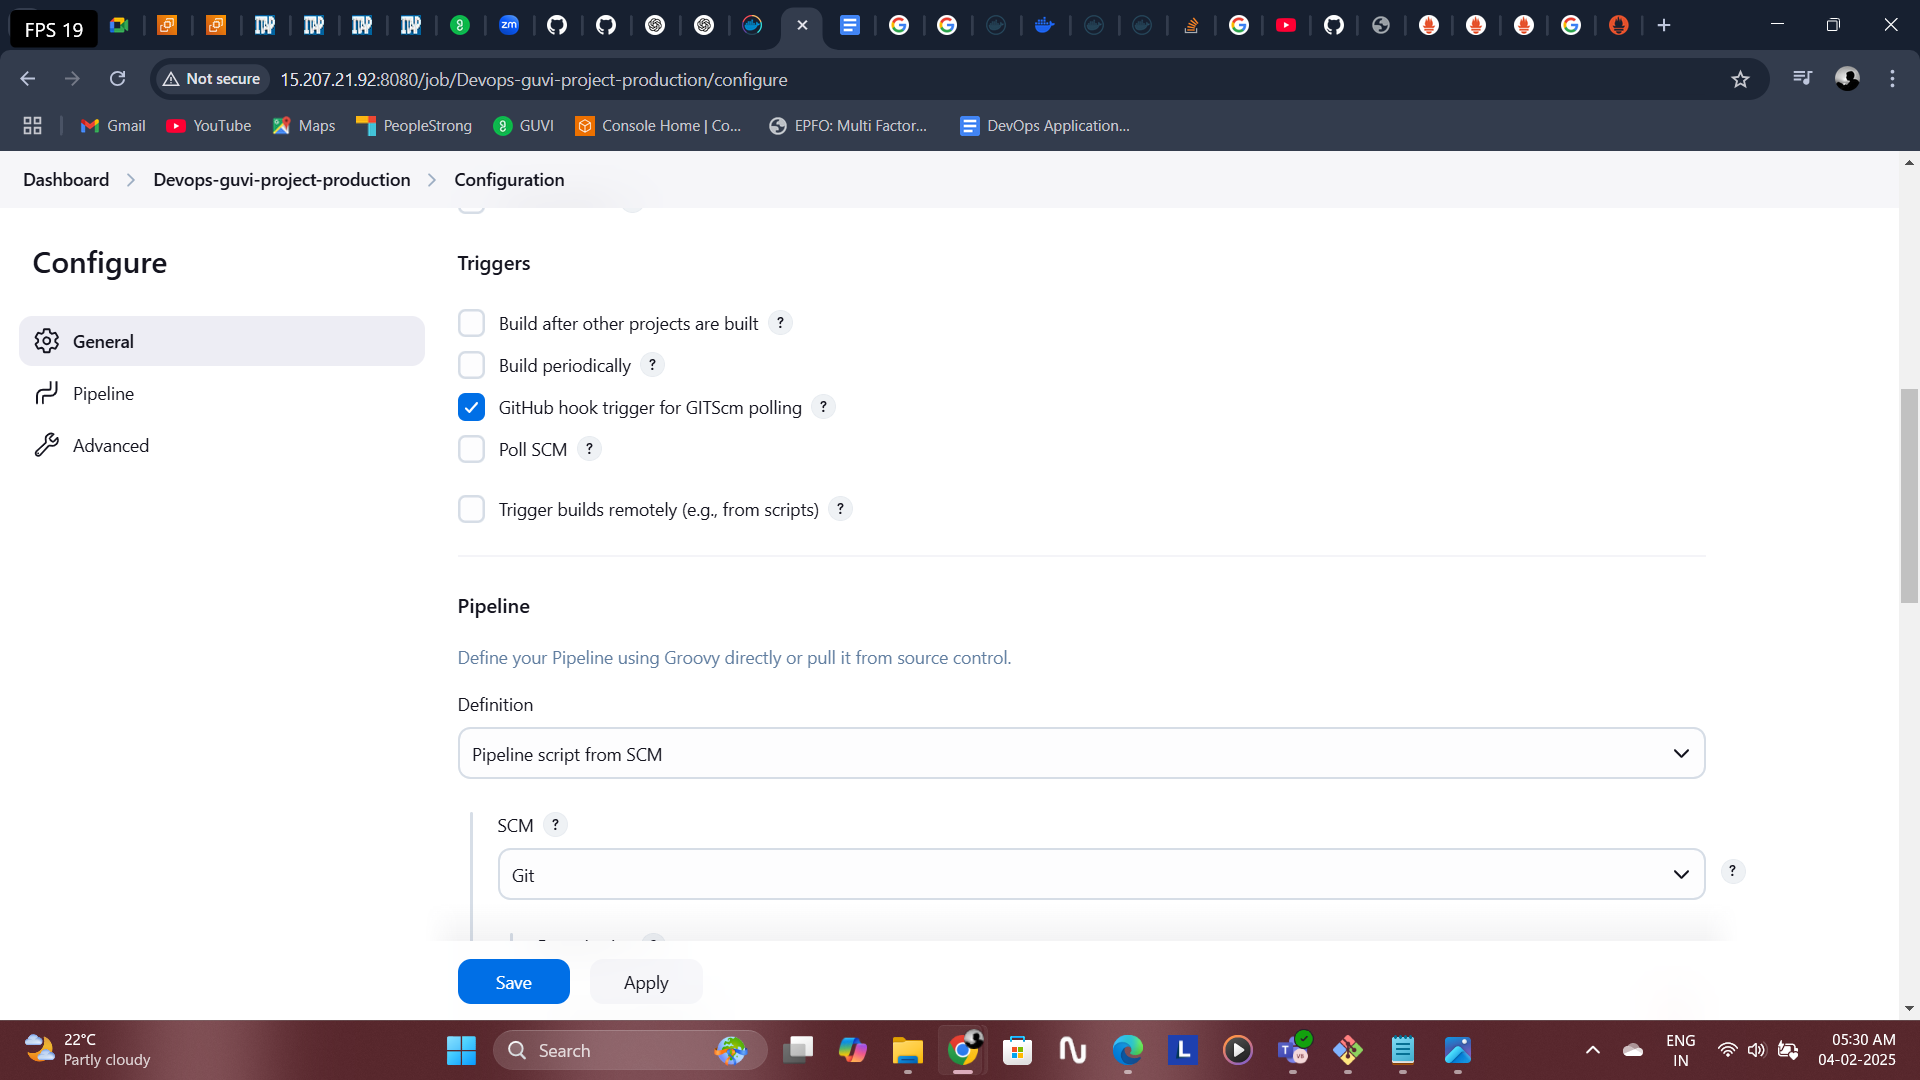 FPS 19
Not secure
15.207.21.92:8080/job/Devops-guvi-project-production/configure
Gmail
YouTube
Maps
PeopleStrong
GUVI
Console Home | Co...
EPFO: Multi Factor...
DevOps Application...
Dashboard
Devops-guvi-project-production
Configuration
Configure
General
Pipeline
Advanced
Triggers
Build after other projects are built ?
Build periodically ?
GitHub hook trigger for GITScm polling ?
Poll SCM ?
Trigger builds remotely (e.g., from scripts) ?
Pipeline
Define your Pipeline using Groovy directly or pull it from source control.
Definition
Pipeline script from SCM
SCM ?
Git
?
Save
Apply
22°C
Partly cloudy
Search
ENG
IN
05:30 AM
04-02-2025